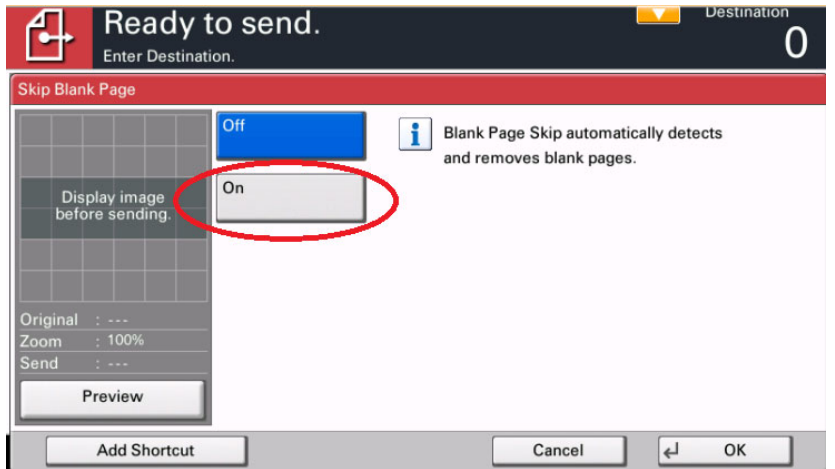 Ready to send.
Destination
Enter Destination.
0
Skip Blank Page
Off
Blank Page Skip automatically detects
and removes blank pages.
On
Display image
before sending.
Original : ---
Zoom : 100%
Send : ---
Preview
Add Shortcut
Cancel
OK